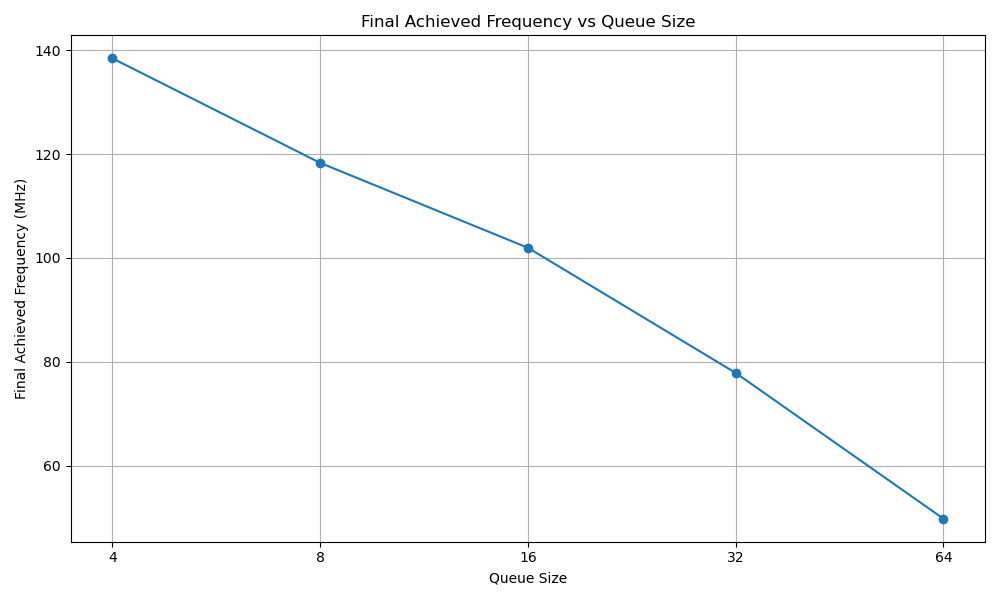 Final Achieved Frequency vs Queue Size
Final Achieved Frequency (MHz)
140
120
100
80
60
4 8 16 32 64
Queue Size